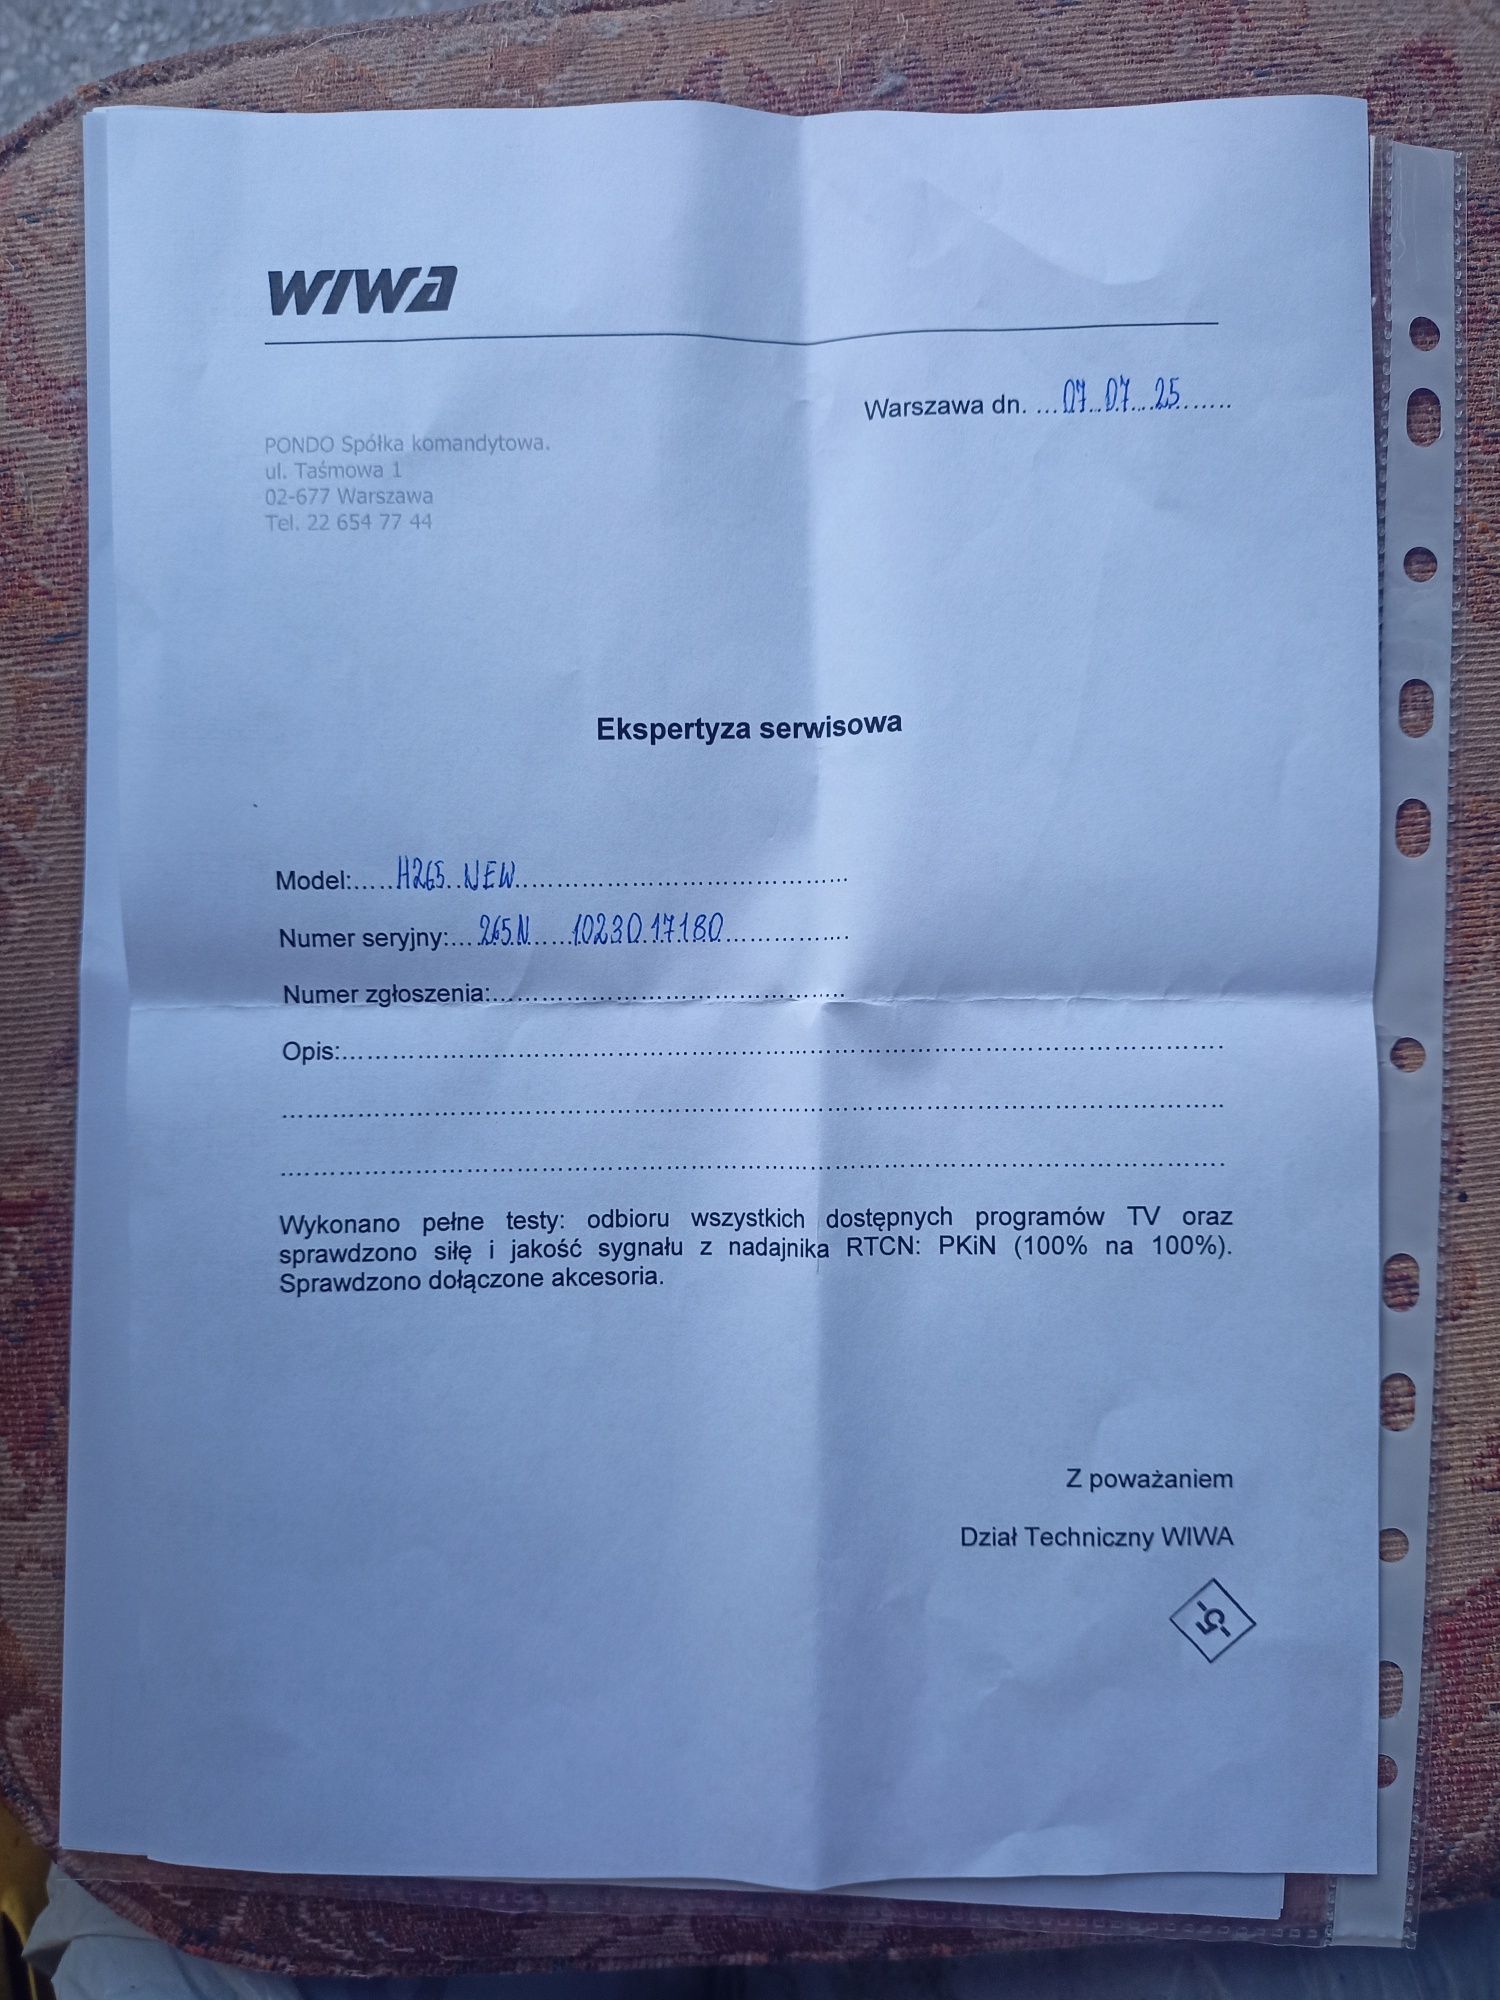 WIWA
Warszawa dn. ...07..07...25.......
PONDO Spółka komandytowa.
ul. Taśmowa 1
02-677 Warszawa
Tel. 22 654 77 44
Ekspertyza serwisowa
Model:.....H265..NEW................................................
Numer seryjny:...265N......1023017180..................
Numer zgłoszenia:...................................................
Opis:....................................................................................................................................
............................................................................................................................................
............................................................................................................................................
Wykonano pełne testy: odbioru wszystkich dostępnych programów TV oraz
sprawdzono siłę i jakość sygnału z nadajnika RTCN: PKiN (100% na 100%).
Sprawdzono dołączone akcesoria.
Z poważaniem
Dział Techniczny WIWA